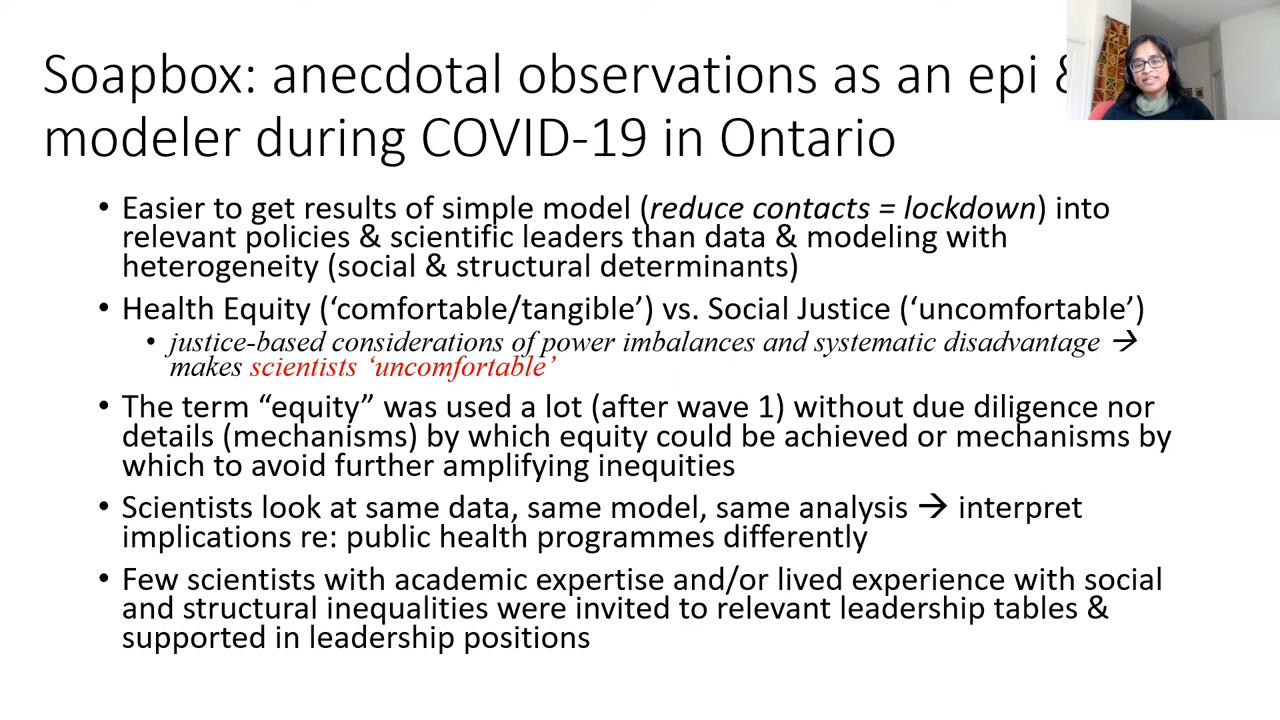 Soapbox: anecdotal observations as an epi &
modeler during COVID-19 in Ontario
• Easier to get results of simple model (reduce contacts = lockdown) into
relevant policies & scientific leaders than data & modeling with
heterogeneity (social & structural determinants)
• Health Equity (‘comfortable/tangible’) vs. Social Justice (‘uncomfortable’)
• justice-based considerations of power imbalances and systematic disadvantage →
makes scientists ‘uncomfortable’
• The term “equity” was used a lot (after wave 1) without due diligence nor
details (mechanisms) by which equity could be achieved or mechanisms by
which to avoid further amplifying inequities
• Scientists look at same data, same model, same analysis → interpret
implications re: public health programmes differently
• Few scientists with academic expertise and/or lived experience with social
and structural inequalities were invited to relevant leadership tables &
supported in leadership positions